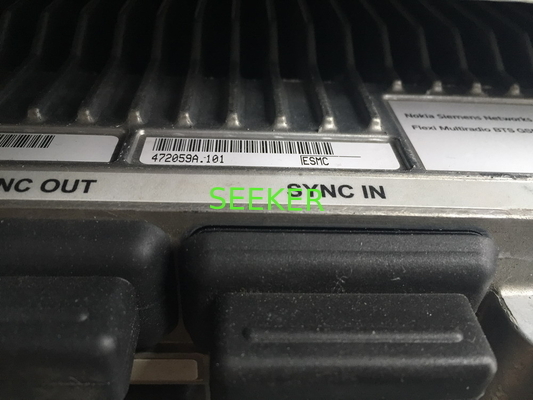 Nokia Siemens Networks
Flexi Multiradio BTS
472059A.101 ESMC
NC OUT
SYNC IN
SEEKER